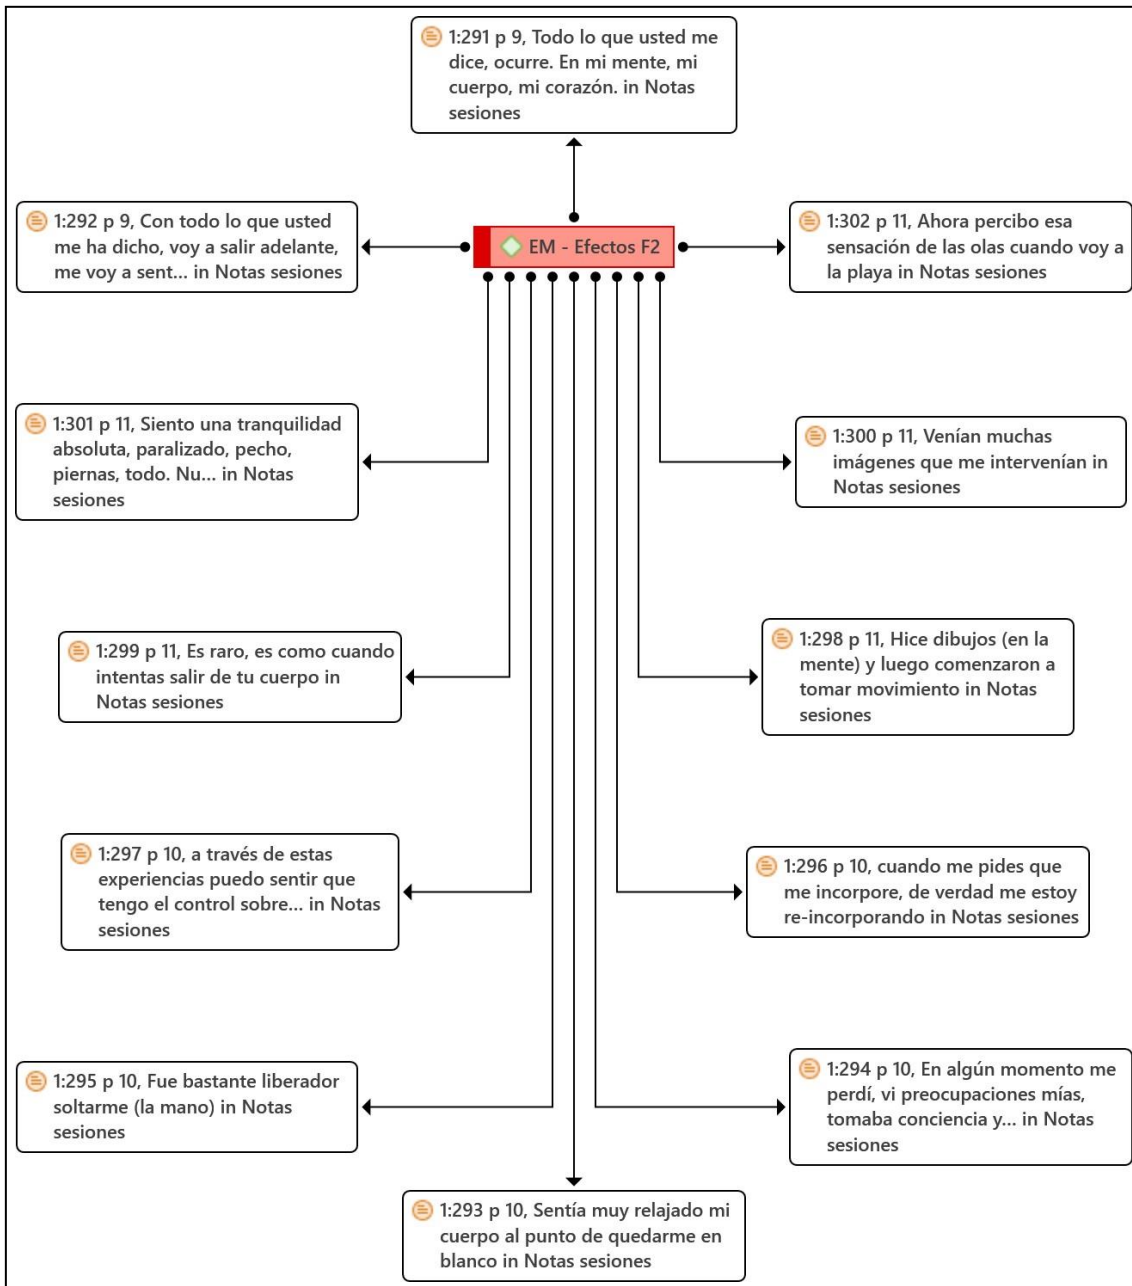 1:291 p 9, Todo lo que usted me
dice, ocurre. En mi mente, mi
cuerpo, mi corazón. in Notas
sesiones
1:292 p 9, Con todo lo que usted
me ha dicho, voy a salir adelante,
me voy a sent... in Notas sesiones
EM - Efectos F2
1:302 p 11, Ahora percibo esa
sensación de las olas cuando voy a
la playa in Notas sesiones
1:301 p 11, Siento una tranquilidad
absoluta, paralizado, pecho,
piernas, todo. Nu... in Notas
sesiones
1:300 p 11, Venían muchas
imágenes que me intervenían in
Notas sesiones
1:299 p 11, Es raro, es como cuando
intentas salir de tu cuerpo in
Notas sesiones
1:298 p 11, Hice dibujos (en la
mente) y luego comenzaron a
tomar movimiento in Notas
sesiones
1:297 p 10, a través de estas
experiencias puedo sentir que
tengo el control sobre... in Notas
sesiones
1:296 p 10, cuando me pides que
me incorpore, de verdad me estoy
re-incorporando in Notas sesiones
1:295 p 10, Fue bastante liberador
soltarme (la mano) in Notas
sesiones
1:294 p 10, En algún momento me
perdí, vi preocupaciones mías,
tomaba conciencia y... in Notas
sesiones
1:293 p 10, Sentía muy relajado mi
cuerpo al punto de quedarme en
blanco in Notas sesiones